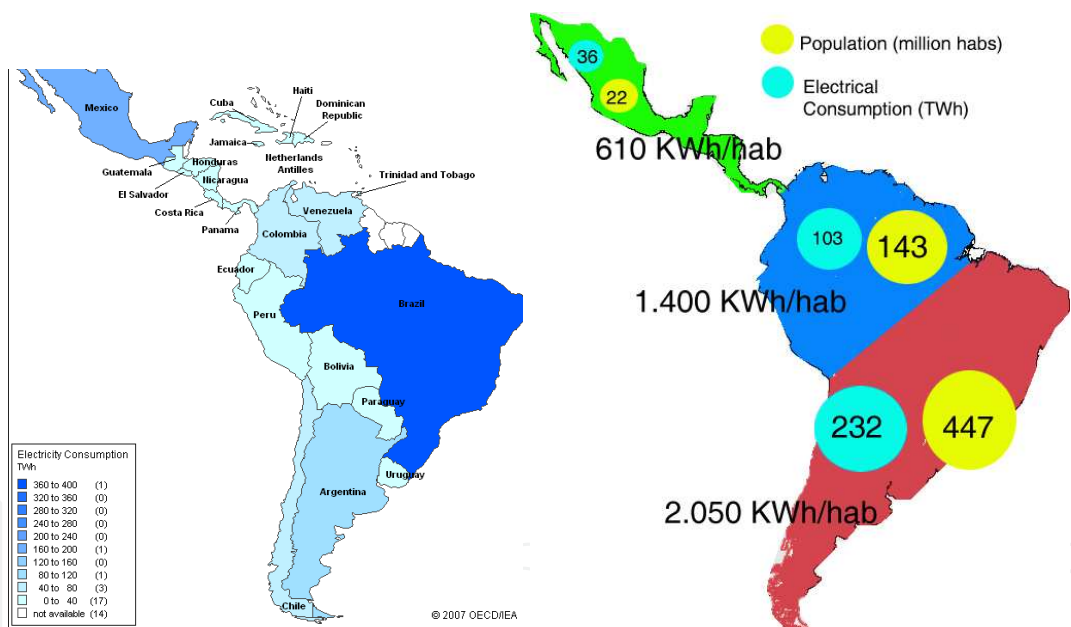 Mexico
Cuba
Haiti
Dominican
Republic
Jamaica
Netherlands
Antilles
Guatemala
Honduras
El Salvador
Nicaragua
Trinidad and Tobago
Costa Rica
Panama
Venezuela
Colombia
Ecuador
Peru
Brazil
Bolivia
Paraguay
Uruguay
Argentina
Chile
Electricity Consumption
TWh
360 to 400 (1)
320 to 360 (0)
280 to 320 (0)
240 to 280 (0)
200 to 240 (0)
160 to 200 (1)
120 to 160 (0)
80 to 120 (1)
40 to 80 (3)
0 to 40 (17)
not available (14)
© 2007 OECD/IEA
Population (million habs)
Electrical
Consumption (TWh)
36
22
610 KWh/hab
103
143
1.400 KWh/hab
232
447
2.050 KWh/hab